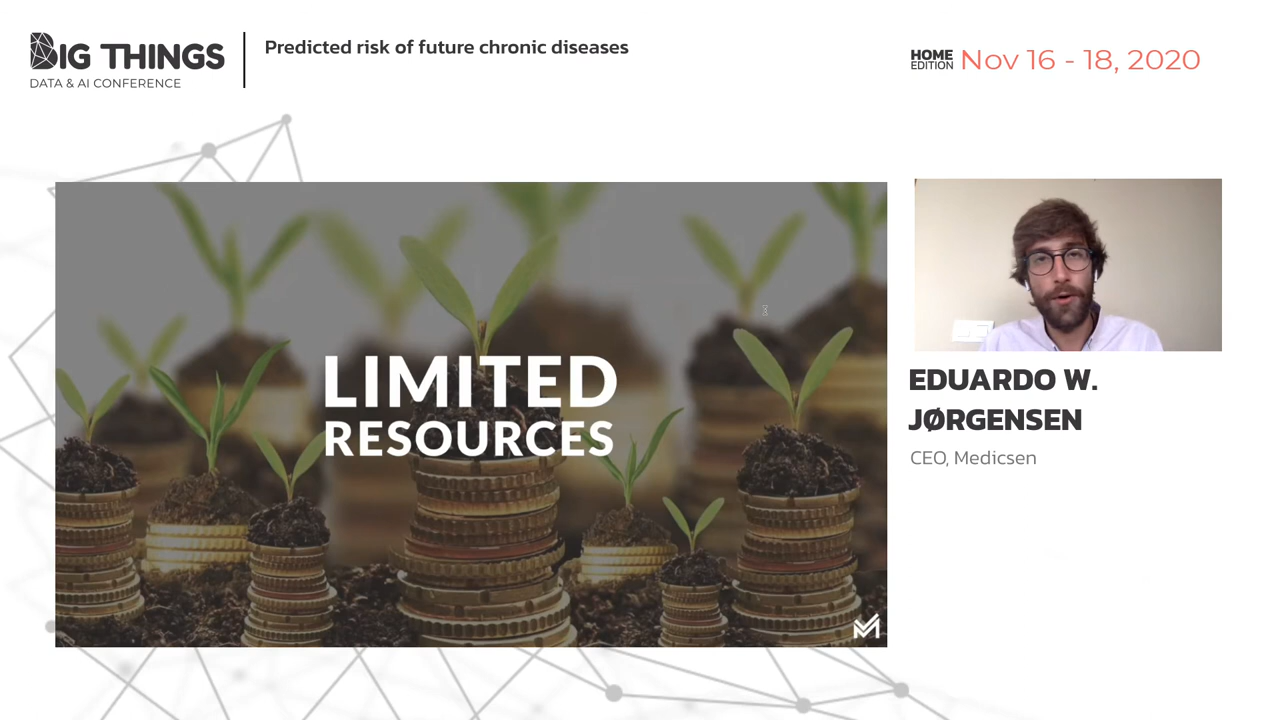 BIG THINGS
DATA & AI CONFERENCE
Predicted risk of future chronic diseases
HOME
EDITION
Nov 16 - 18, 2020
LIMITED
RESOURCES
EDUARDO W.
JØRGENSEN
CEO, Medicsen